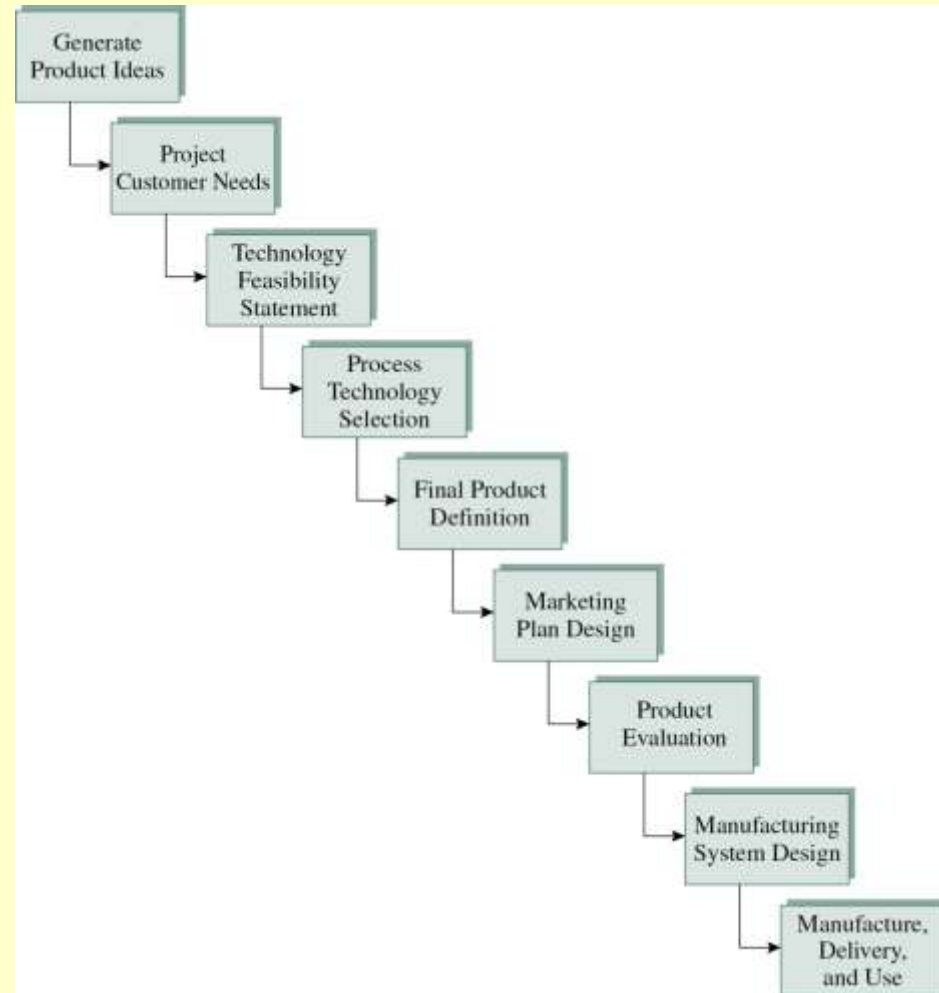 Generate
Product Ideas
Project
Customer Needs
Technology
Feasibility
Statement
Process
Technology
Selection
Final Product
Definition
Marketing
Plan Design
Product
Evaluation
Manufacturing
System Design
Manufacture,
Delivery,
and Use